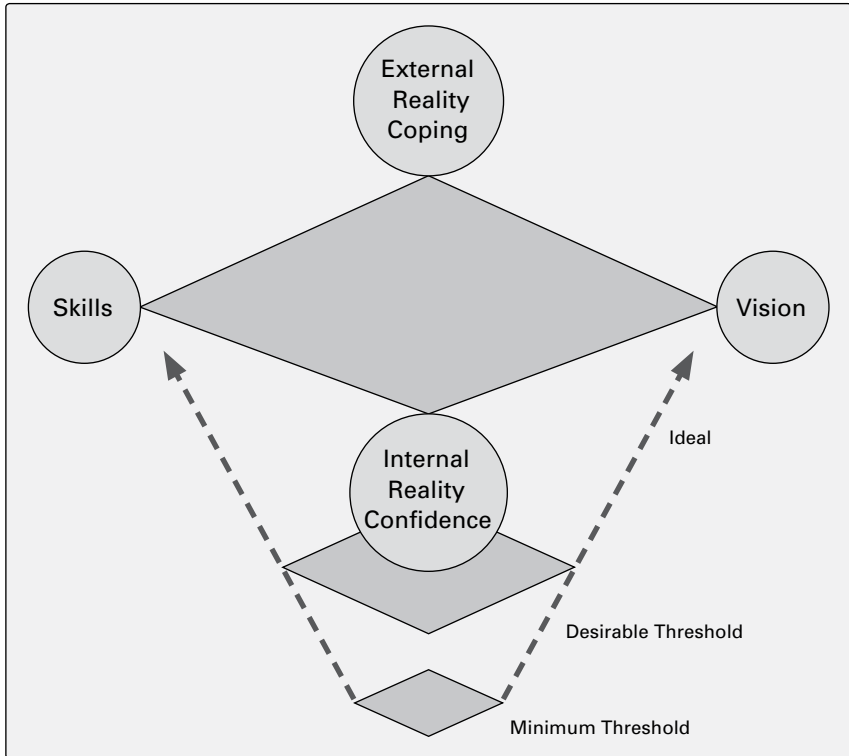 External
Reality
Coping
Skills
Vision
Ideal
Internal
Reality
Confidence
Desirable Threshold
Minimum Threshold